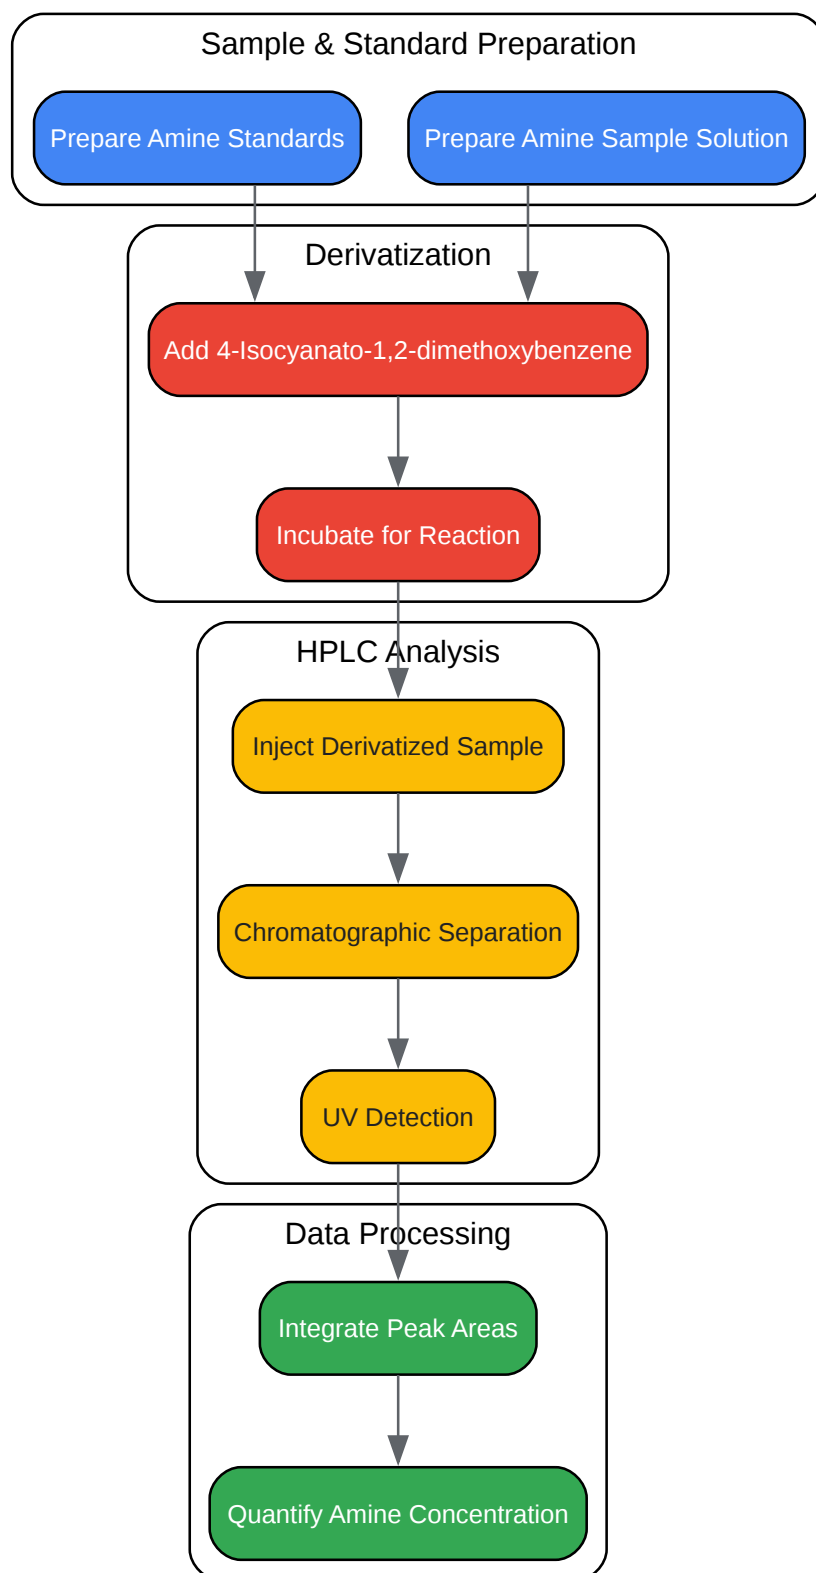 Sample & Standard Preparation
Prepare Amine Standards
Prepare Amine Sample Solution
Derivatization
Add 4-Isocyanato-1,2-dimethoxybenzene
Incubate for Reaction
HPLC Analysis
Inject Derivatized Sample
Chromatographic Separation
UV Detection
Data Processing
Integrate Peak Areas
Quantify Amine Concentration